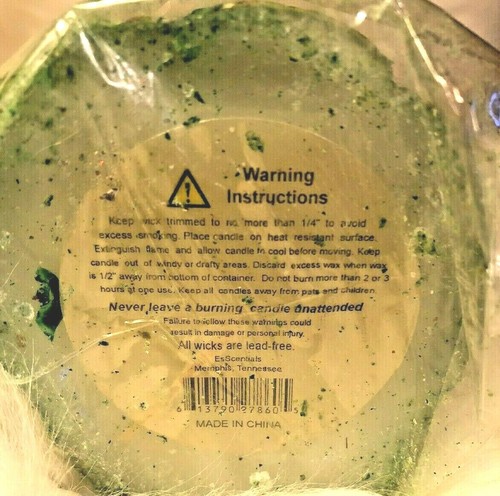 Warning
Instructions
Keep wick trimmed to no more than 1/4" to avoid
excess smoking. Place candle on heat resistant surface.
Extinguish flame and allow candle to cool before moving. Keep
candle out of windy or drafty areas. Discard excess wax when wax
is 1/2" away from bottom of container. Do not burn more than 2 or 3
hours at one use. Keep all candles away from pets and children.
Never leave a burning candle unattended
Failure to follow these warnings could
result in damage or personal injury.
All wicks are lead-free.
EsScentials
Memphis, Tennessee
6 13790 27860 5
MADE IN CHINA